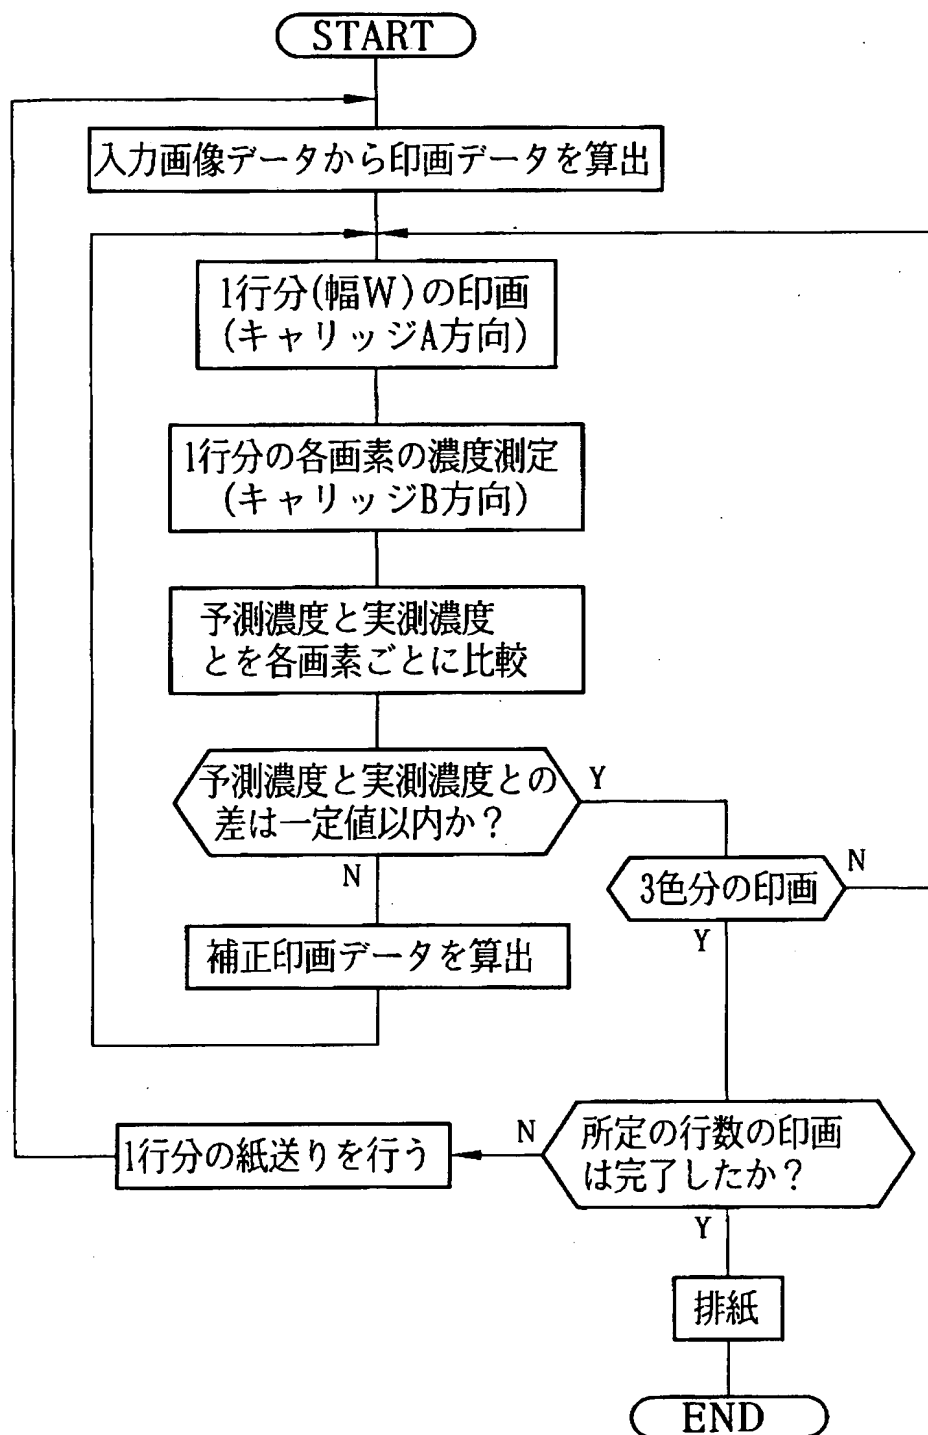 START
入力画像データから印画データを算出
1行分(幅W)の印画
(キャリッジA方向)
1行分の各画素の濃度測定
(キャリッジB方向)
予測濃度と実測濃度
とを各画素ごとに比較
予測濃度と実測濃度との
差は一定値以内か？
Y
N
3色分の印画
N
Y
補正印画データを算出
所定の行数の印画
は完了したか？
N
1行分の紙送りを行う
Y
排紙
END